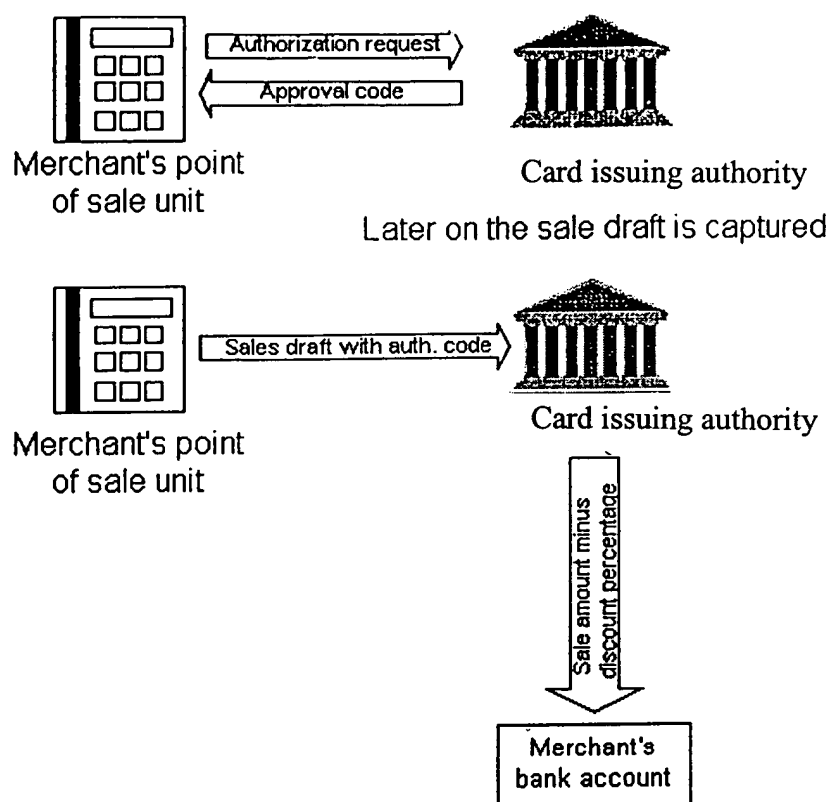 Authorization request
Approval code
Merchant's point
of sale unit
Card issuing authority
Later on the sale draft is captured
Sales draft with auth. code
Merchant's point
of sale unit
Card issuing authority
Sale amount minus
discount percentage
Merchant's
bank account